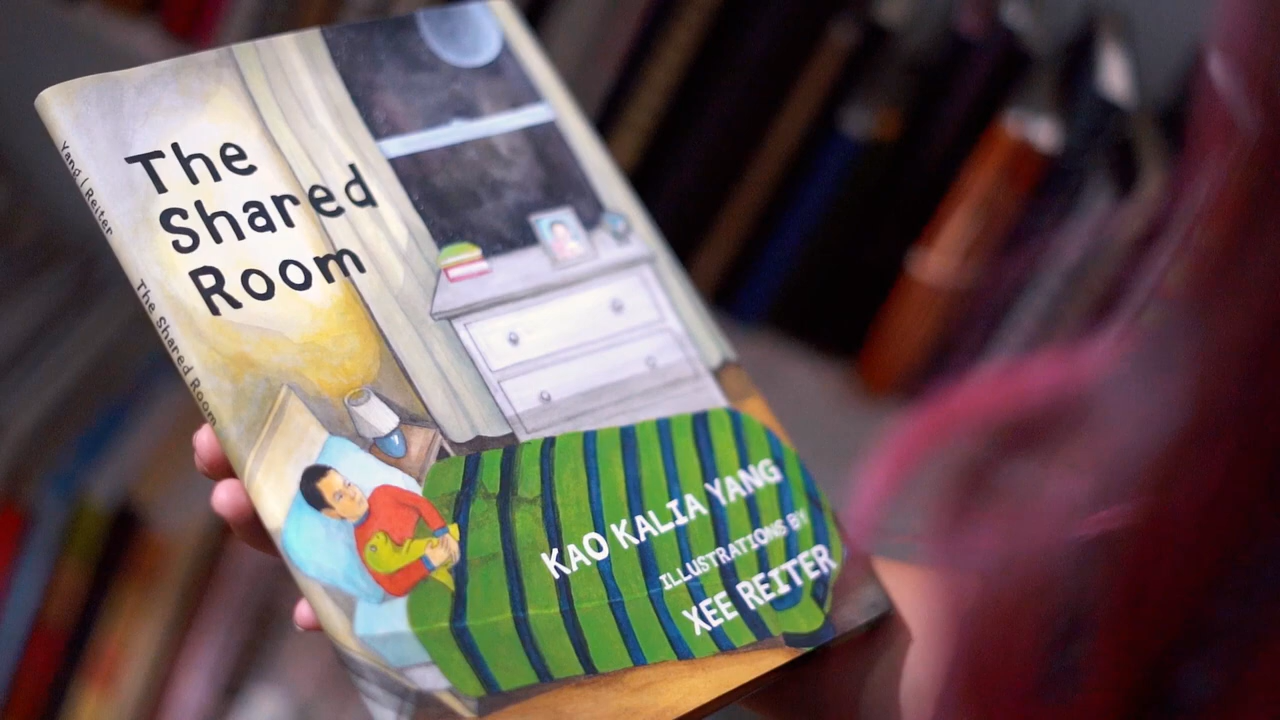 The
Shared
Room
KAO KALIA YANG
ILLUSTRATIONS BY
XEE REITER
Yang | Reiter
The Shared Room